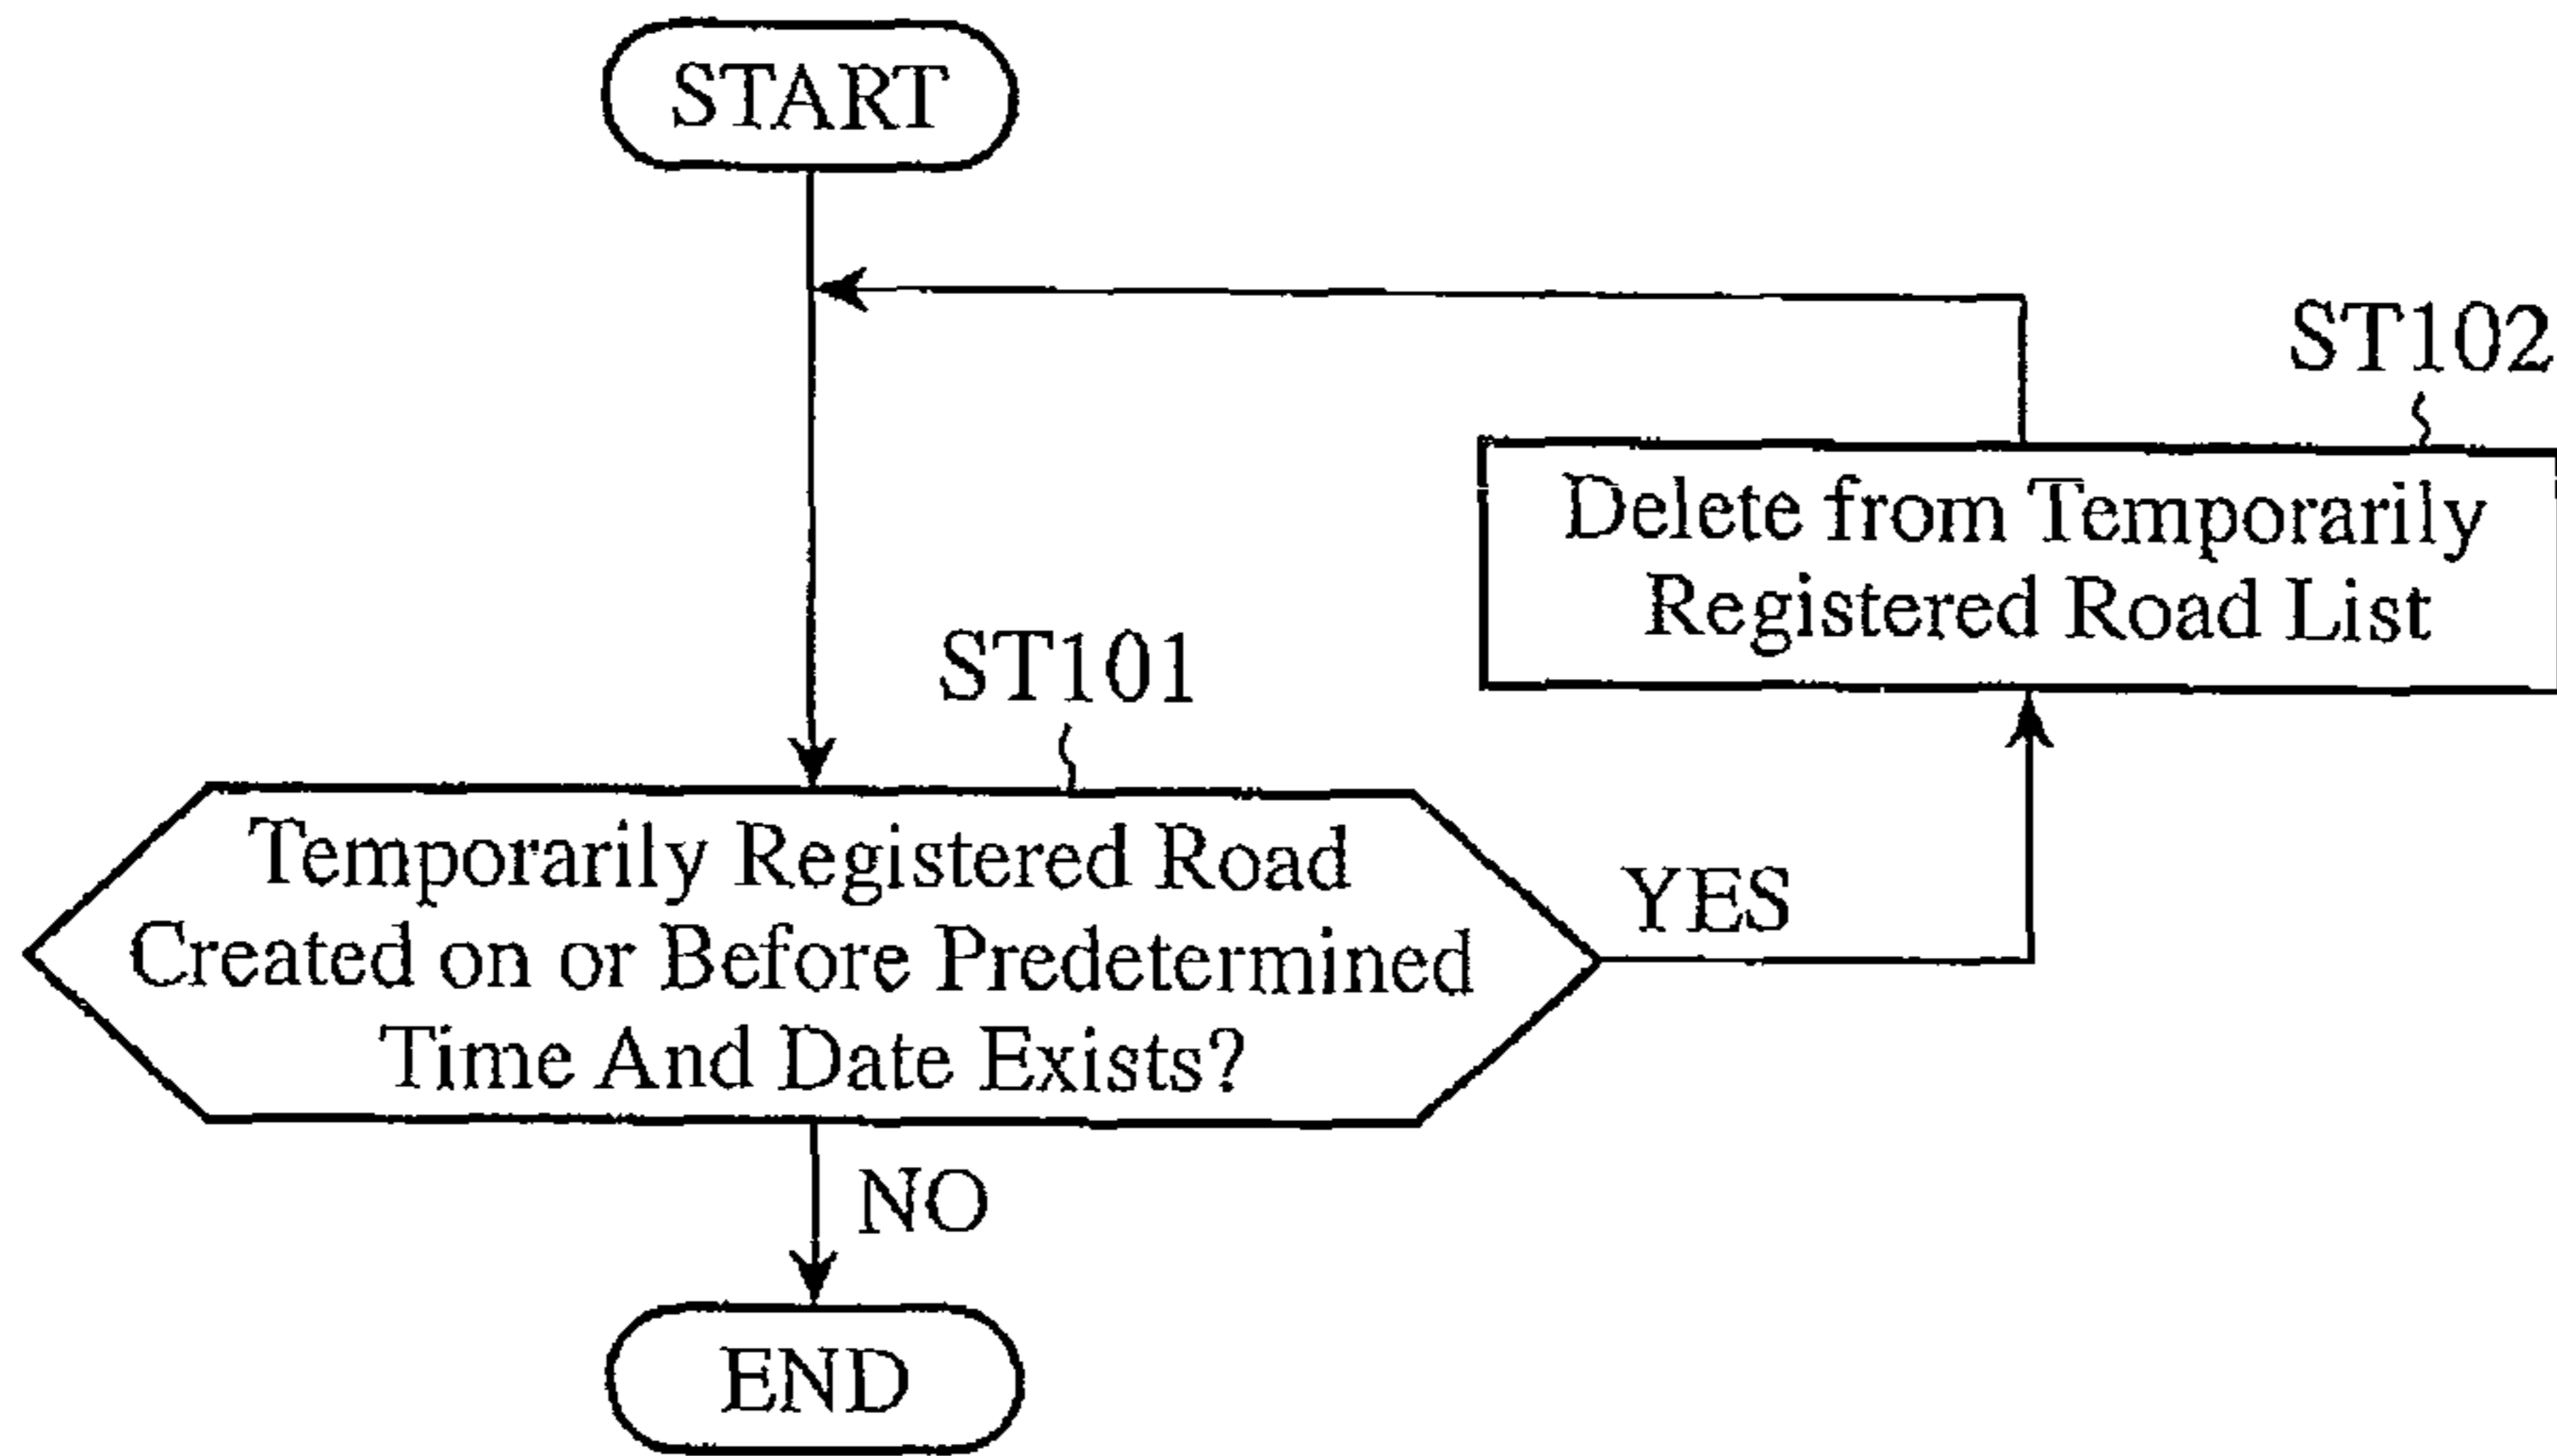 START
ST102
Delete from Temporarily
Registered Road List
ST101
Temporarily Registered Road
Created on or Before Predetermined
Time And Date Exists?
YES
NO
END